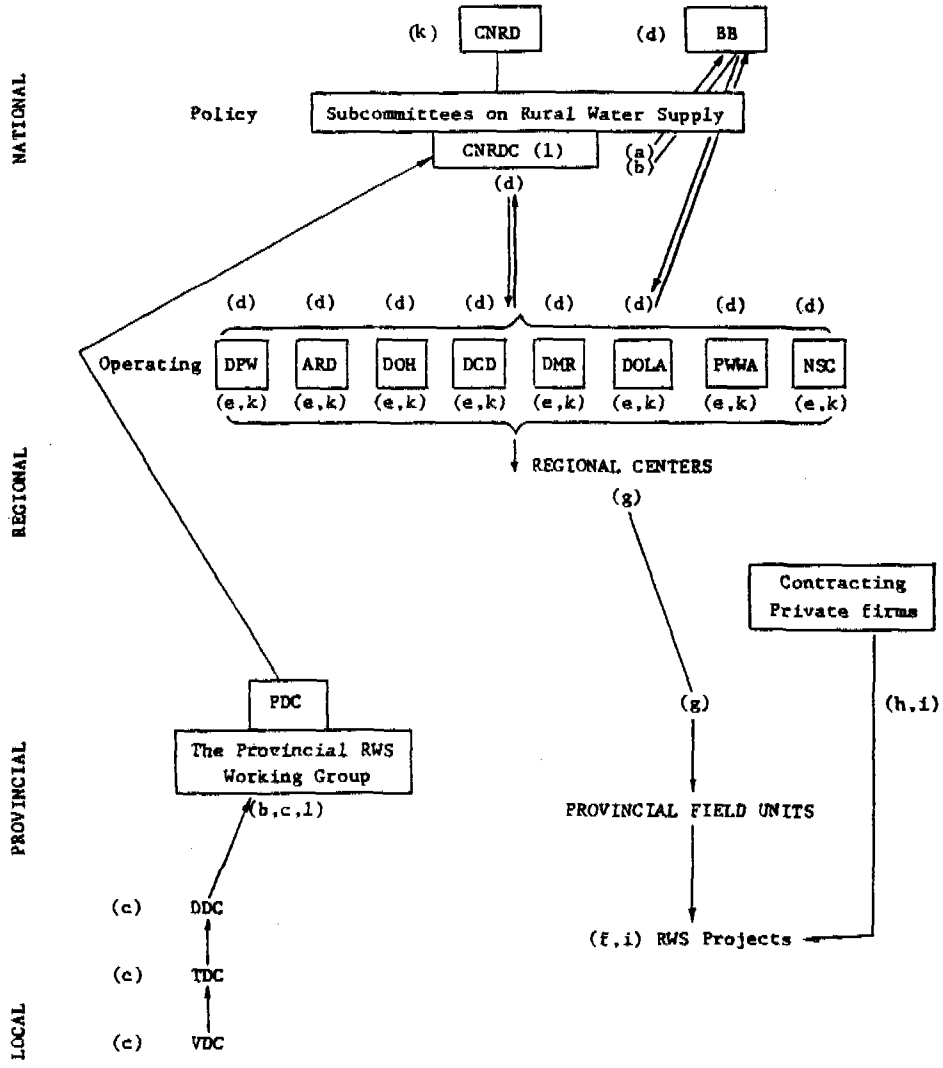 (k) CNRD (d) BB
NATIONAL
Policy Subcommittees on Rural Water Supply
CNRDC (1) (a)
(b)
(d)
(d) (d) (d) (d) (d) (d) (d) (d)
Operating DPW ARD DOH DCD DMR DOLA PWWA NSC
(e,k) (e,k) (e,k) (e,k) (e,k) (e,k) (e,k) (e,k)
REGIONAL
REGIONAL CENTERS
(g)
Contracting
Private firms
PDC
(g) (h,i)
The Provincial RWS
Working Group
(b,c,l)
PROVINCIAL
PROVINCIAL FIELD UNITS
(c) DDC
(f,i) RWS Projects
(c) TDC
LOCAL
(c) VDC